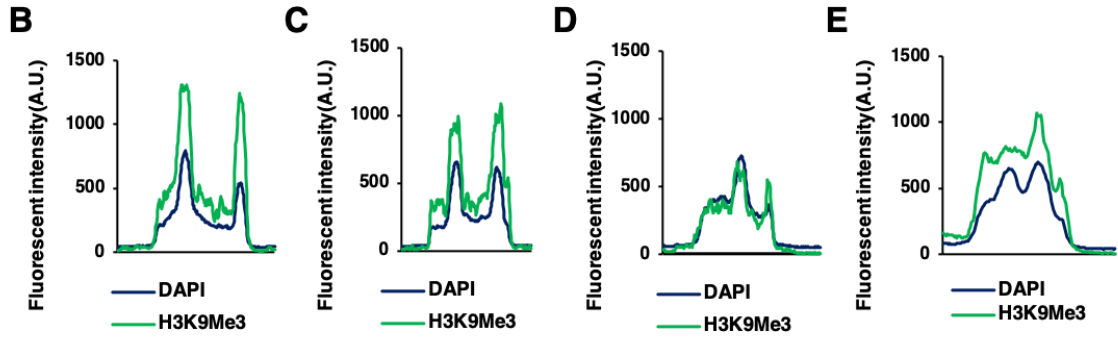 B
Fluorescent intensity(A.U.)
1500
1000
500
0
DAPI
H3K9Me3
C
Fluorescent intensity(A.U.)
1500
1000
500
0
DAPI
H3K9Me3
D
Fluorescent intensity(A.U.)
1500
1000
500
0
DAPI
H3K9Me3
E
Fluorescent intensity(A.U.)
1500
1000
500
0
DAPI
H3K9Me3